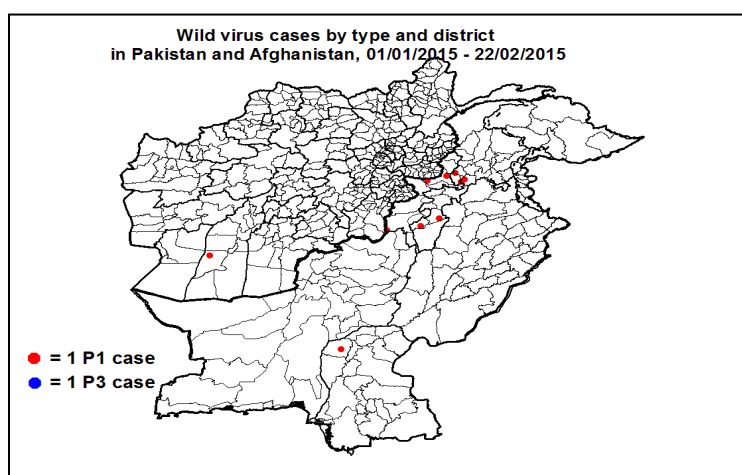 Wild virus cases by type and district
in Pakistan and Afghanistan, 01/01/2015 - 22/02/2015
= 1 P1 case
= 1 P3 case